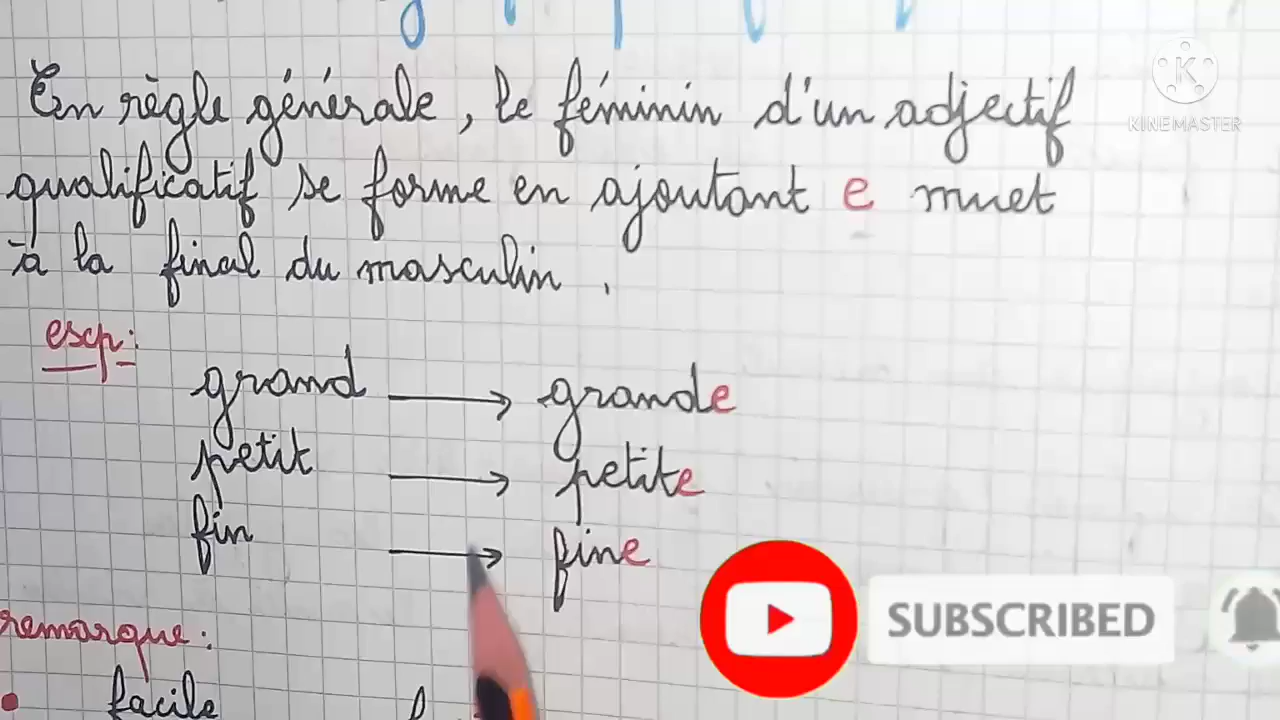 En règle générale, le féminin d'un adjectif
qualificatif se forme en ajoutant e muet
à la final du masculin.
exp:
grand → grande
petit → petite
fin → fine
remarque:
• facile
KINEMASTER
SUBSCRIBED